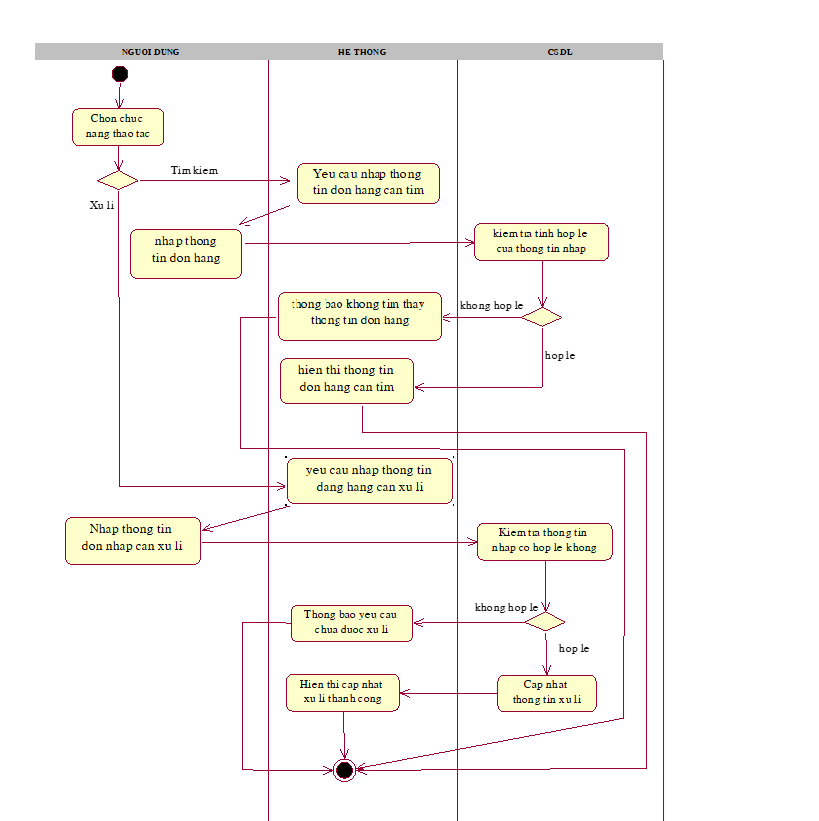 NGUOI DUNG
HE THONG
CSDL
Chon chuc
nang thao tac
Tim kiem
Yeu cau nhap thong
tin don hang can tim
Xu li
nhap thong
tin don hang
kiem tra tinh hop le
cua thong tin nhap
thong bao khong tim thay
thong tin don hang
khong hop le
hop le
hien thi thong tin
don hang can tim
yeu cau nhap thong tin
dang hang can xu li
Nhap thong tin
don nhap can xu li
Kiem tra thong tin
nhap co hop le khong
Thong bao yeu cau
chua duoc xu li
khong hop le
hop le
Hien thi cap nhat
xu li thanh cong
Cap nhat
thong tin xu li